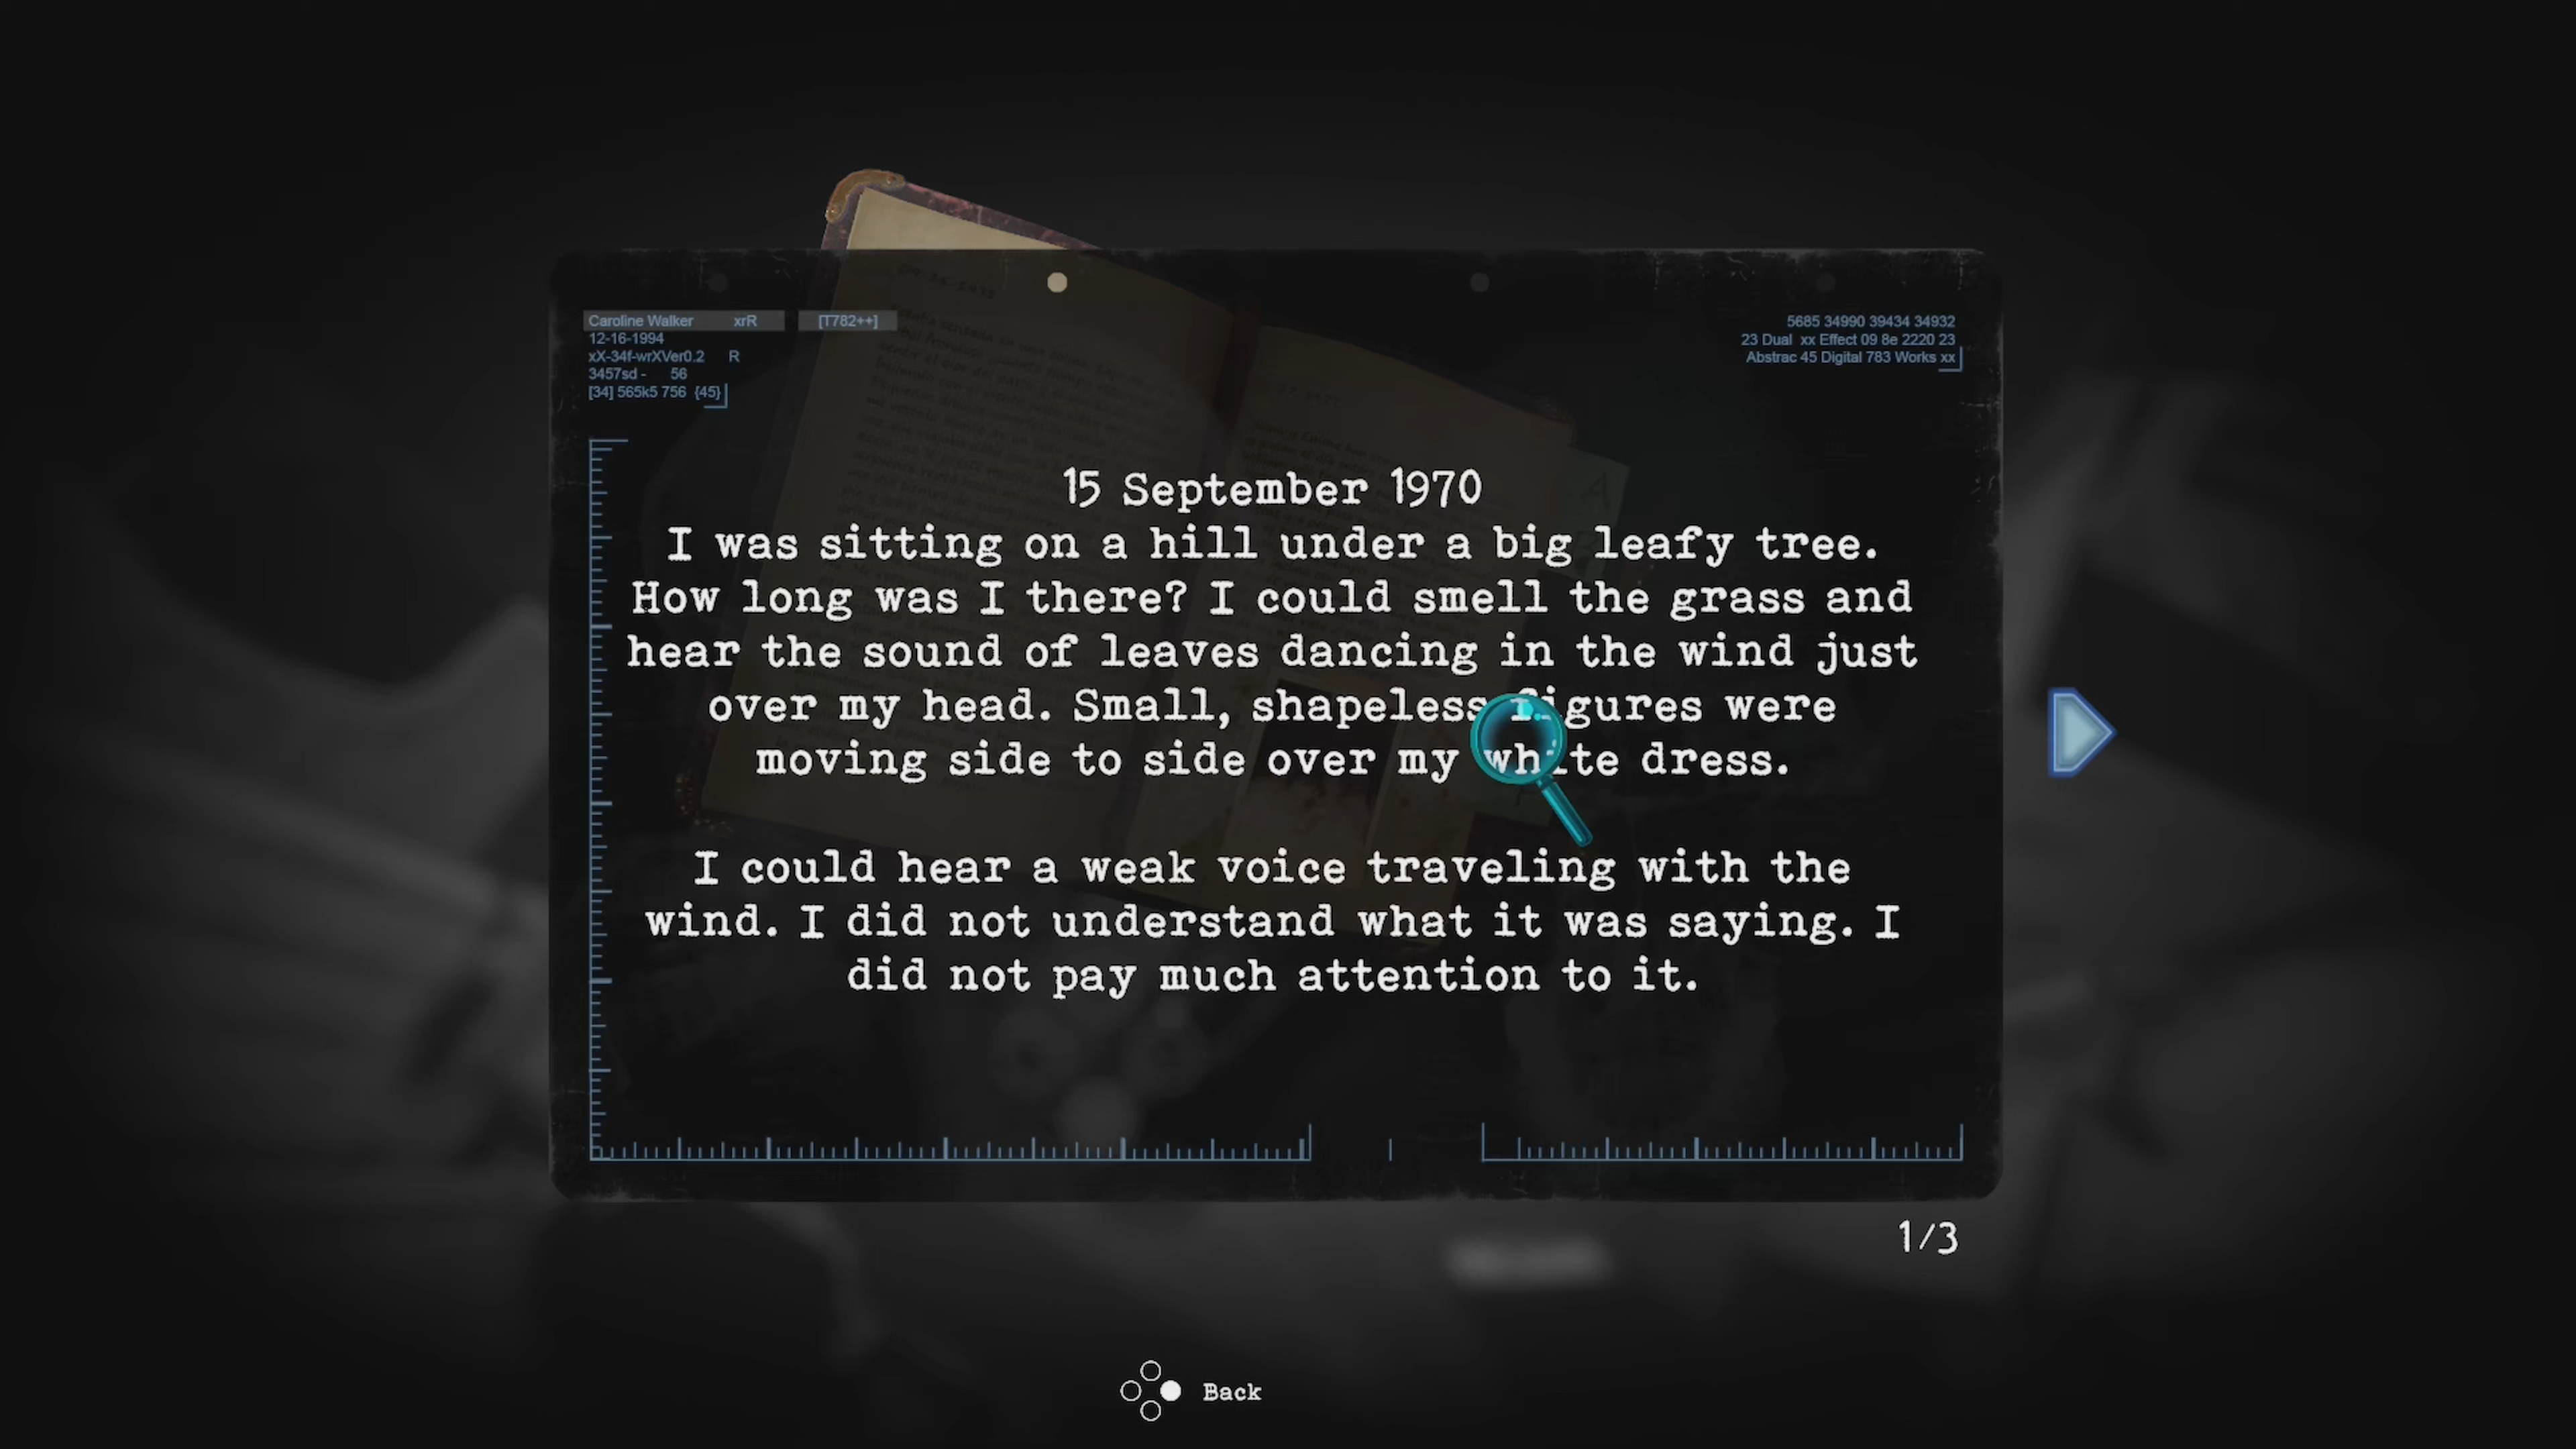 Caroline Walker xrR [T782++]
12-16-1994
xX-34f-wrXVer0.2 R
3457sd - 56
[34] 565k5 756 {45}
5685 34990 39434 34932
23 Dual xx Effect 09 8e 2220 23
Abstrac 45 Digital 783 Works xx
15 September 1970
I was sitting on a hill under a big leafy tree.
How long was I there? I could smell the grass and
hear the sound of leaves dancing in the wind just
over my head. Small, shapeless figures were
moving side to side over my white dress.
I could hear a weak voice traveling with the
wind. I did not understand what it was saying. I
did not pay much attention to it.
1/3
Back